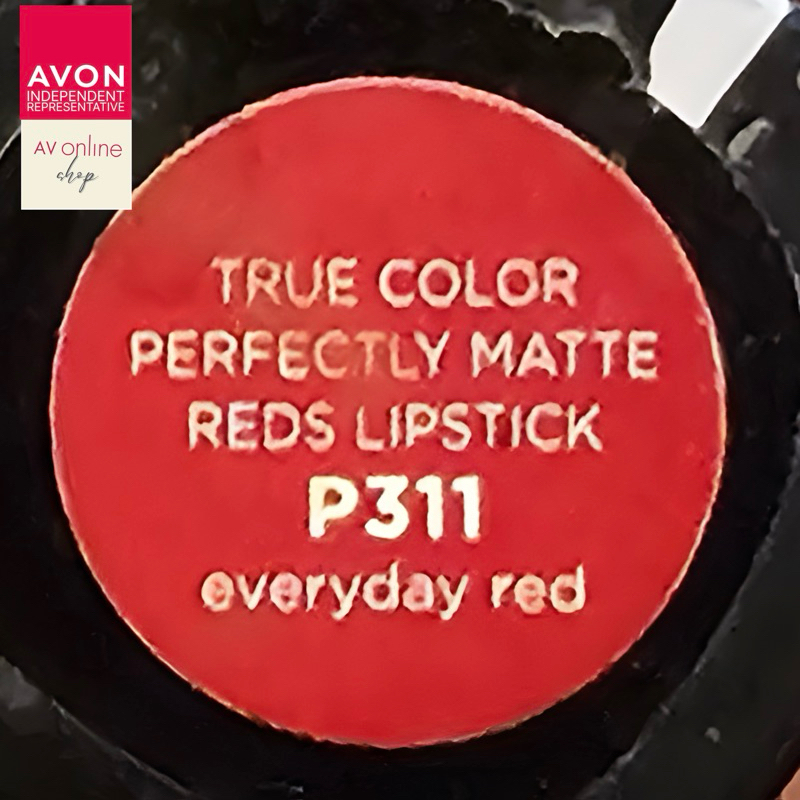 AVON
INDEPENDENT
REPRESENTATIVE
AV online
shop
TRUE COLOR
PERFECTLY MATTE
REDS LIPSTICK
P311
everyday red